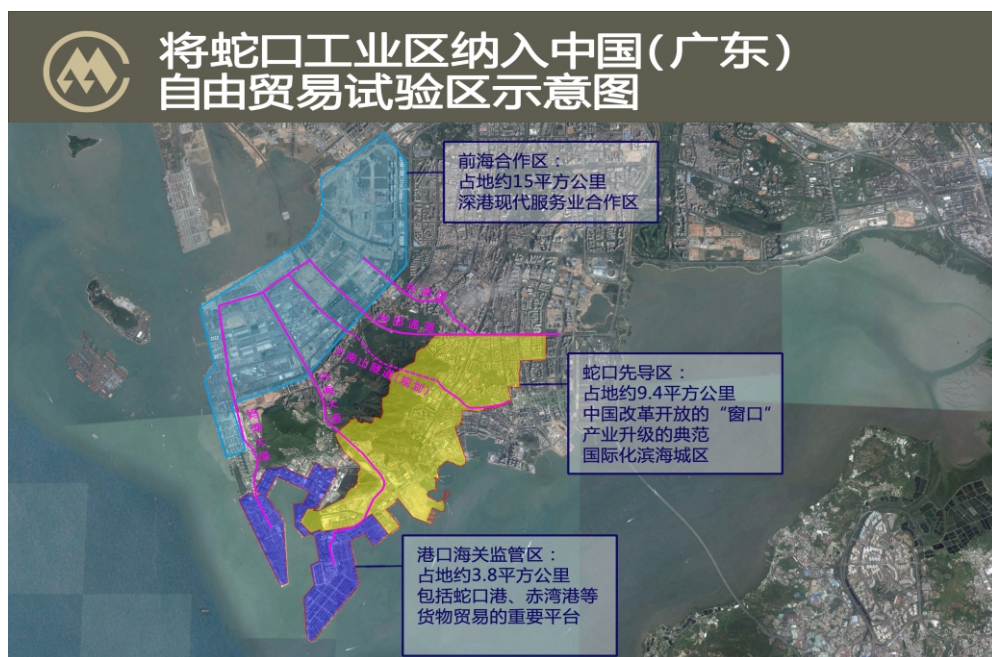 将蛇口工业区纳入中国(广东)
自由贸易试验区示意图
前海合作区：
占地约15平方公里
深港现代服务业合作区
蛇口先导区：
占地约9.4平方公里
中国改革开放的“窗口”
产业升级的典范
国际化滨海城区
港口海关监管区：
占地约3.8平方公里
包括蛇口港、赤湾港等
货物贸易的重要平台